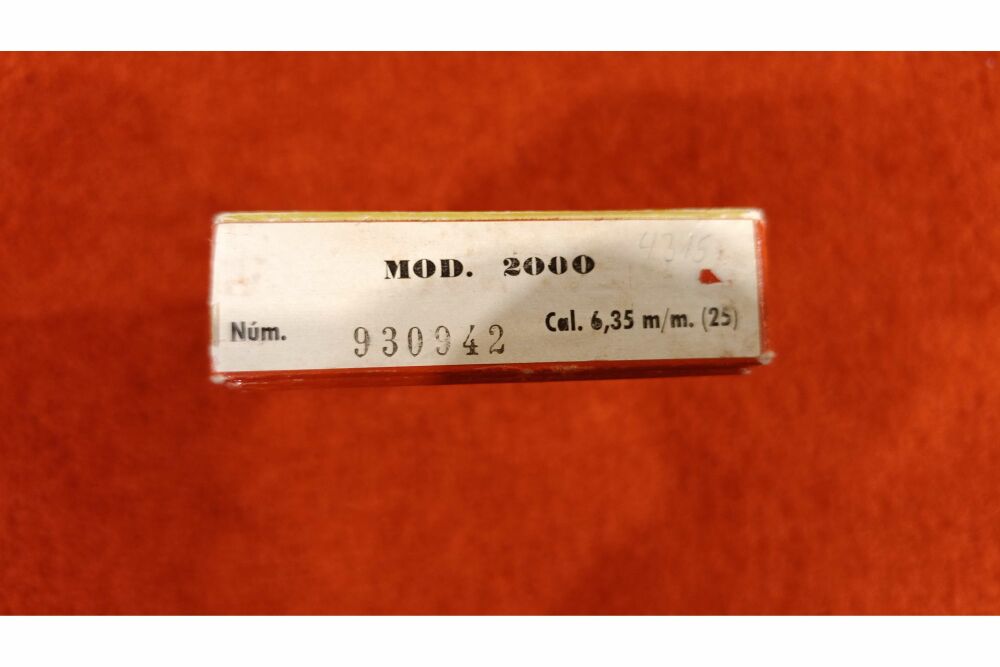 4315
MOD. 2000
Núm. 930942 Cal. 6,35 m/m. (25)